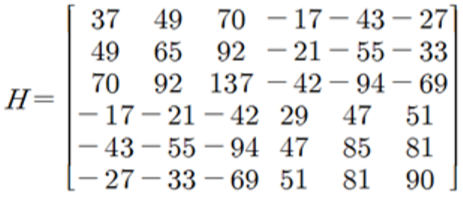 37 49 70 −17 −43 −27
49 65 92 −21 −55 −33
70 92 137 −42 −94 −69
H= −17 −21 −42 29 47 51
−43 −55 −94 47 85 81
−27 −33 −69 51 81 90